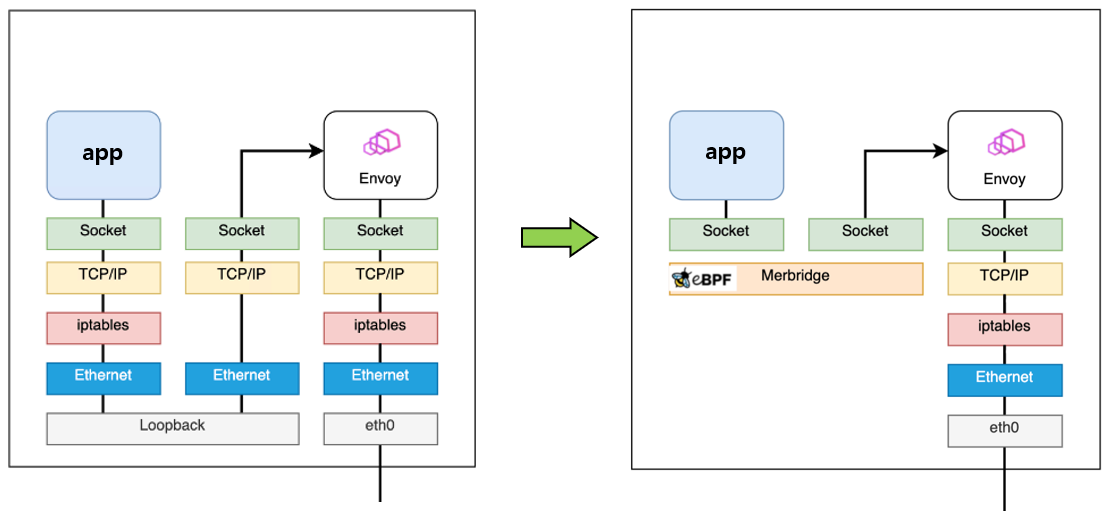 app
Envoy
Socket
Socket
Socket
TCP/IP
TCP/IP
TCP/IP
iptables
iptables
Ethernet
Ethernet
Ethernet
Loopback
eth0
app
Envoy
Socket
Socket
Socket
eBPF
Merbridge
TCP/IP
iptables
Ethernet
eth0